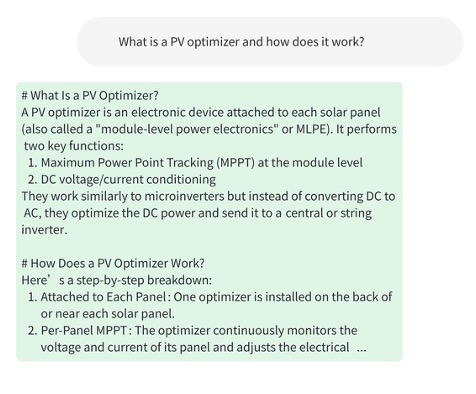 What is a PV optimizer and how does it work?
# What Is a PV Optimizer?
A PV optimizer is an electronic device attached to each solar panel
(also called a "module-level power electronics" or MLPE). It performs
two key functions:
1. Maximum Power Point Tracking (MPPT) at the module level
2. DC voltage/current conditioning
They work similarly to microinverters but instead of converting DC to
AC, they optimize the DC power and send it to a central or string
inverter.
# How Does a PV Optimizer Work?
Here's a step-by-step breakdown:
1. Attached to Each Panel: One optimizer is installed on the back of
or near each solar panel.
2. Per-Panel MPPT: The optimizer continuously monitors the
voltage and current of its panel and adjusts the electrical ...